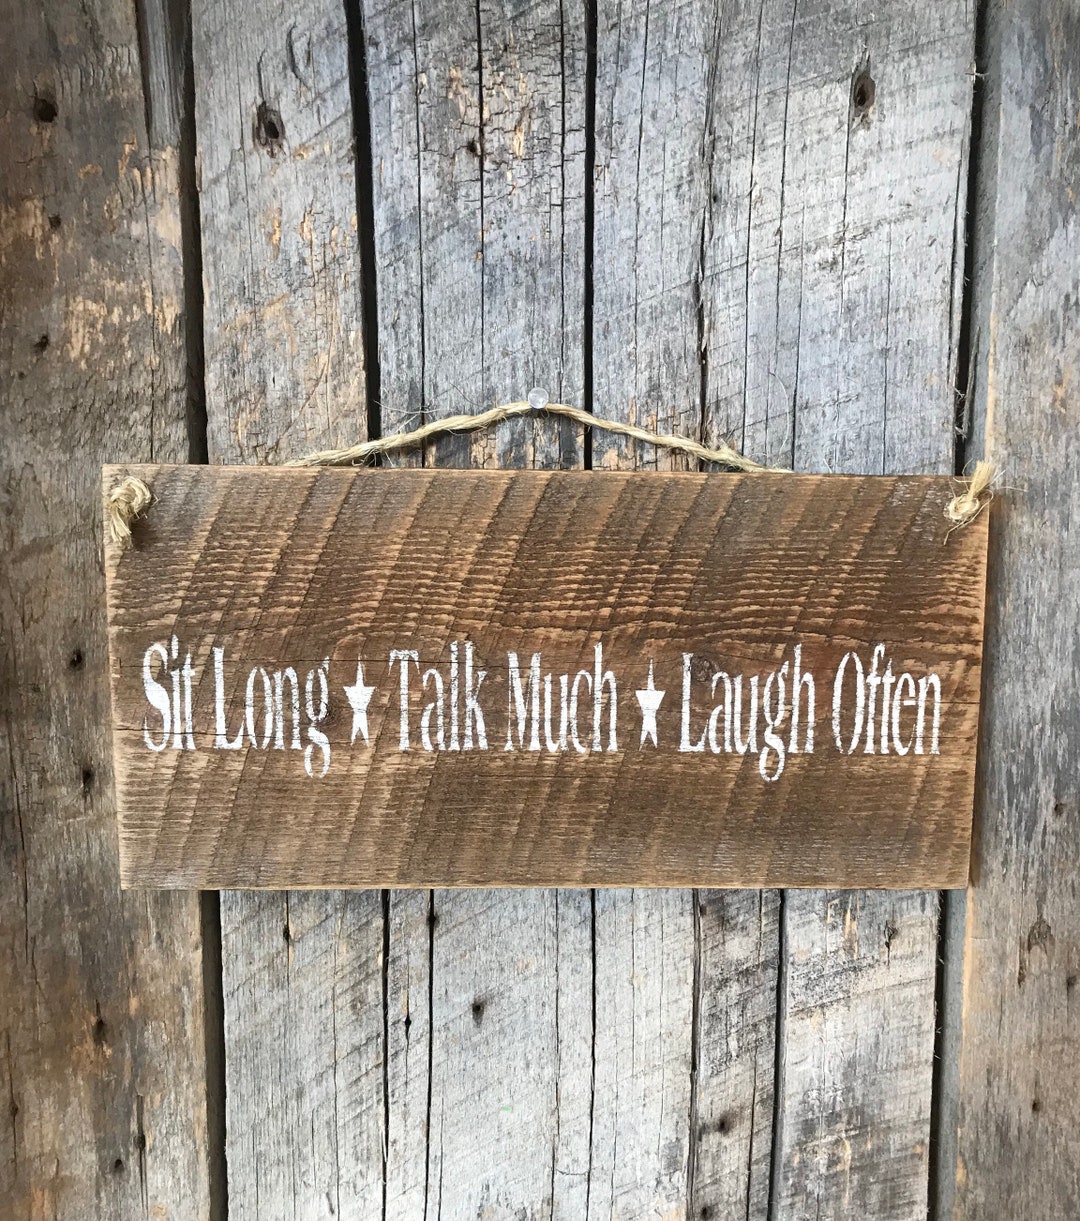 Sit Long ★ Talk Much ★ Laugh Often